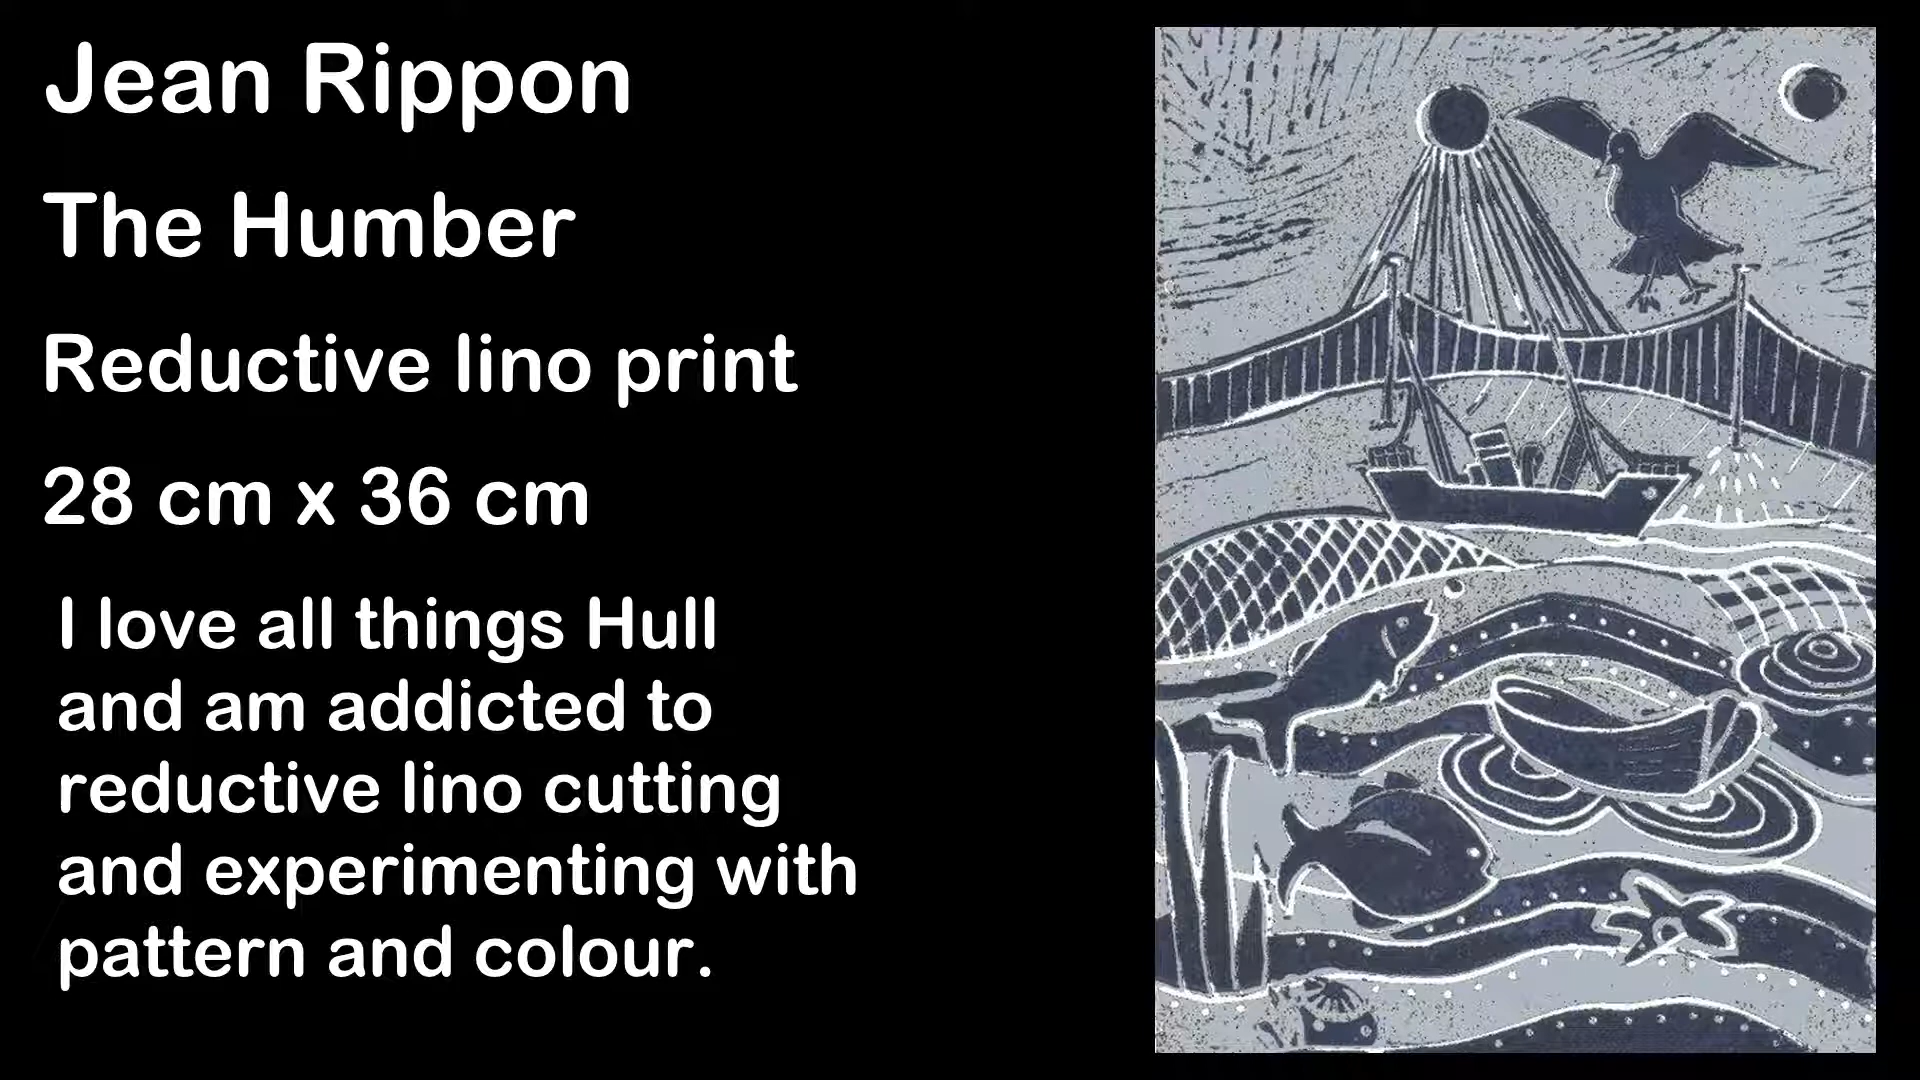 Jean Rippon
The Humber
Reductive lino print
28 cm x 36 cm
I love all things Hull
and am addicted to
reductive lino cutting
and experimenting with
pattern and colour.